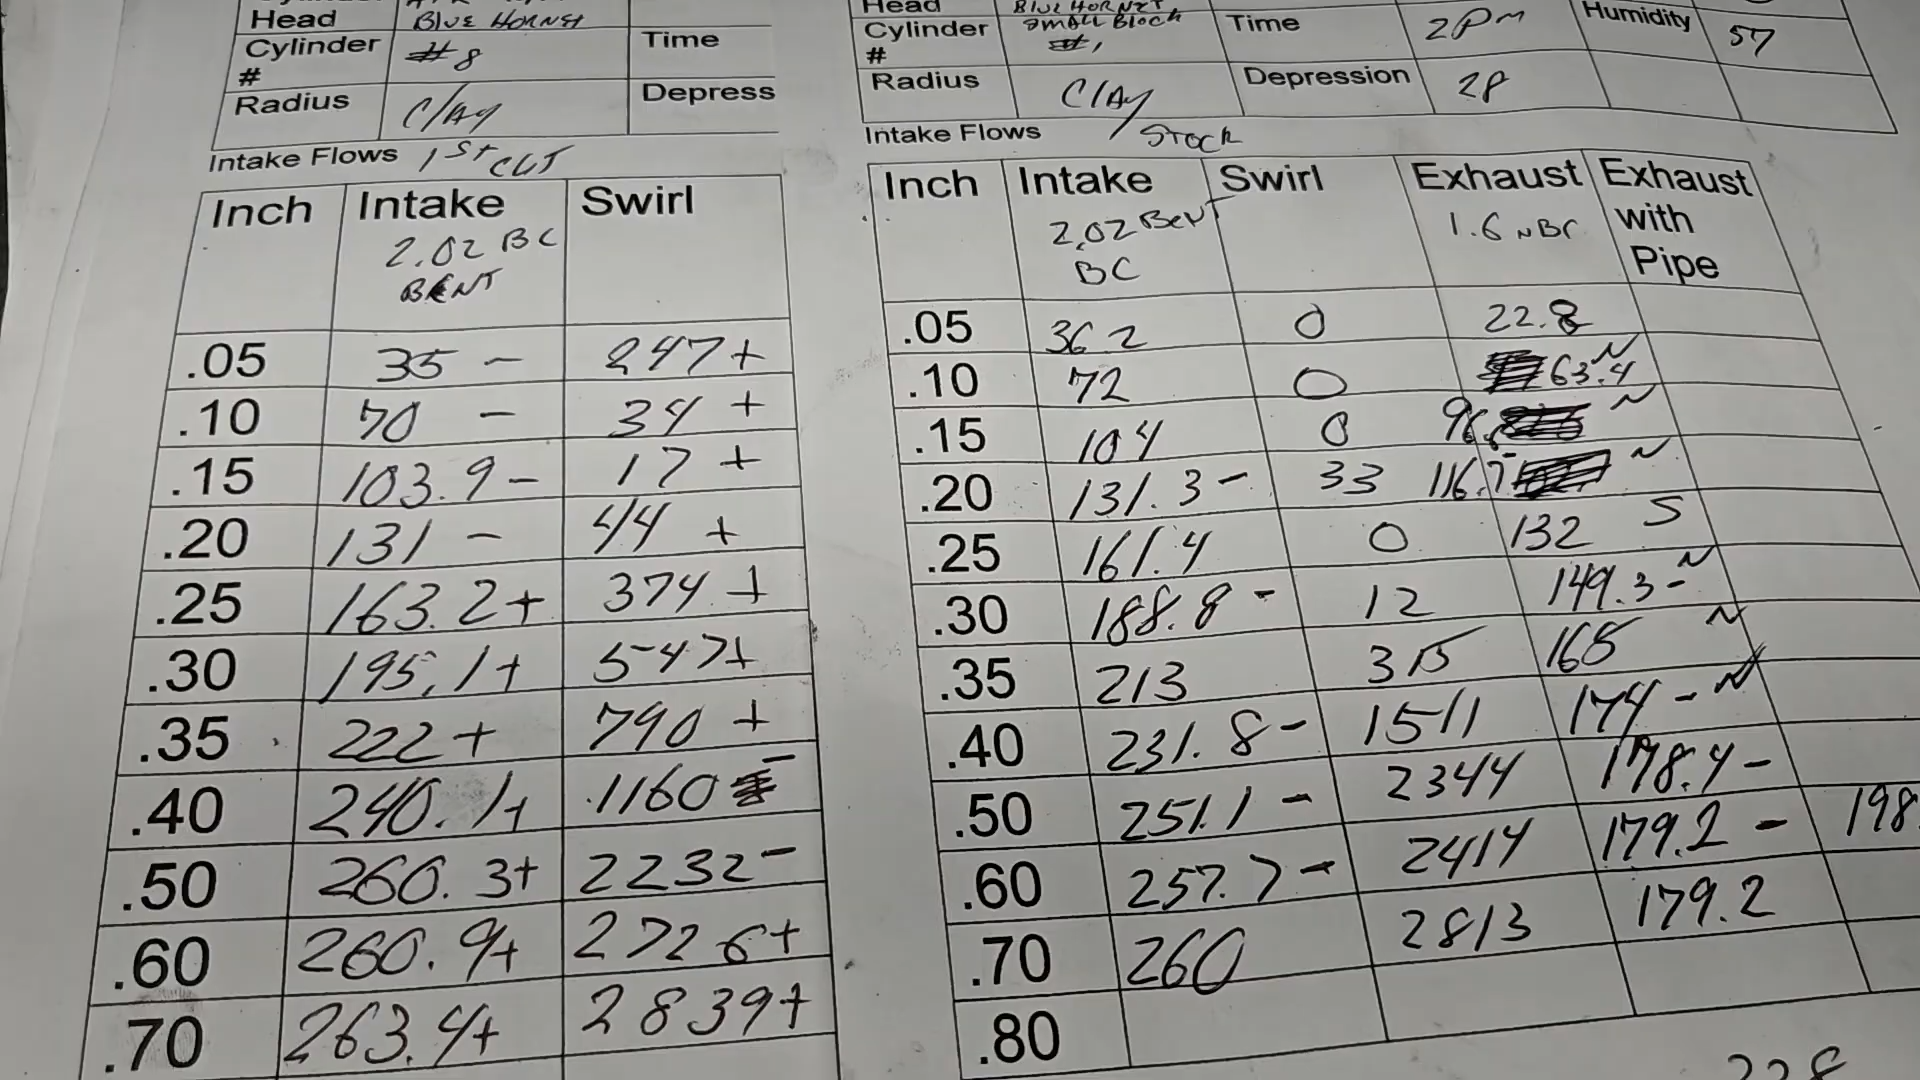 Head BLUE HORNET
Cylinder # #8 Time
Radius Clay Depress
Intake Flows 1st CUT
Inch Intake Swirl
2.02 BC
BENT
.05 35 - 247 +
.10 70 - 34 +
.15 103.9 - 17 +
.20 131 - 44 +
.25 163.2 + 374 +
.30 195.1 + 547 +
.35 222 + 790 +
.40 240.1 + 1160 -
.50 260.3 + 2232 -
.60 260.9 + 2726 +
.70 263.4 + 2839 +
Head BLUE HORNET
Cylinder # small Block #1 Time 2pm Humidity 57
Radius Clay Depression 28
Intake Flows / STOCK
Inch Intake Swirl Exhaust Exhaust with Pipe
2.02 BENT 1.6 NBC
BC
.05 36.2 0 22.8
.10 72 0 63.4 N
.15 104 0 N
.20 131.3 - 33 116.7 N
.25 161.4 0 132 S
.30 188.8 - 12 149.3 - N
.35 213 315 165 N
.40 231.8 - 1511 174 - N
.50 251.1 - 2344 178.4 -
.60 257.7 - 2414 179.2 - 198
.70 260 2813 179.2
.80